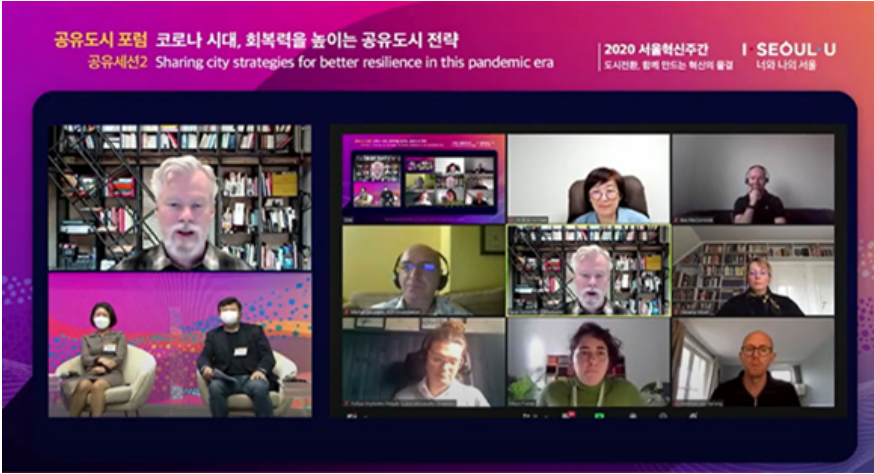 공유도시 포럼 코로나 시대, 회복력을 높이는 공유도시 전략
공유세션2 Sharing city strategies for better resilience in this pandemic era
2020 서울혁신주간
도시전환, 함께 만드는 혁신의 물결
I·SEOUL·U
너와 나의 서울